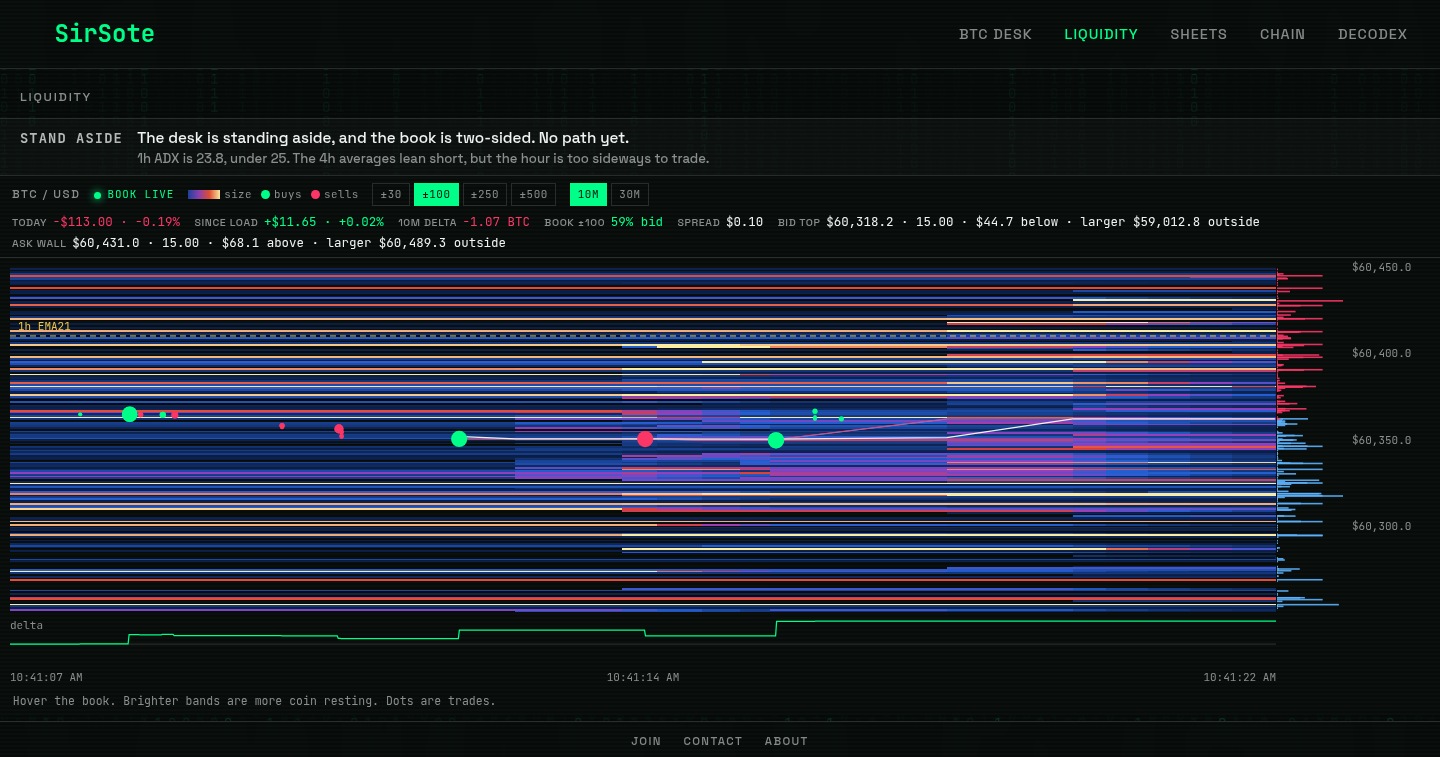 SirSote
BTC DESK LIQUIDITY SHEETS CHAIN DECODEX
LIQUIDITY
STAND ASIDE The desk is standing aside, and the book is two-sided. No path yet.
1h ADX is 23.8, under 25. The 4h averages lean short, but the hour is too sideways to trade.
BTC / USD BOOK LIVE size buys sells ±30 ±100 ±250 ±500 10M 30M
TODAY -$113.00 · -0.19% SINCE LOAD +$11.65 · +0.02% 10M DELTA -1.07 BTC BOOK ±100 59% bid SPREAD $0.10 BID TOP $60,318.2 · 15.00 · $44.7 below · larger $59,012.8 outside
ASK WALL $60,431.0 · 15.00 · $68.1 above · larger $60,489.3 outside
$60,450.0
1h EMA21
$60,400.0
$60,350.0
$60,300.0
delta
10:41:07 AM 10:41:14 AM 10:41:22 AM
Hover the book. Brighter bands are more coin resting. Dots are trades.
JOIN CONTACT ABOUT